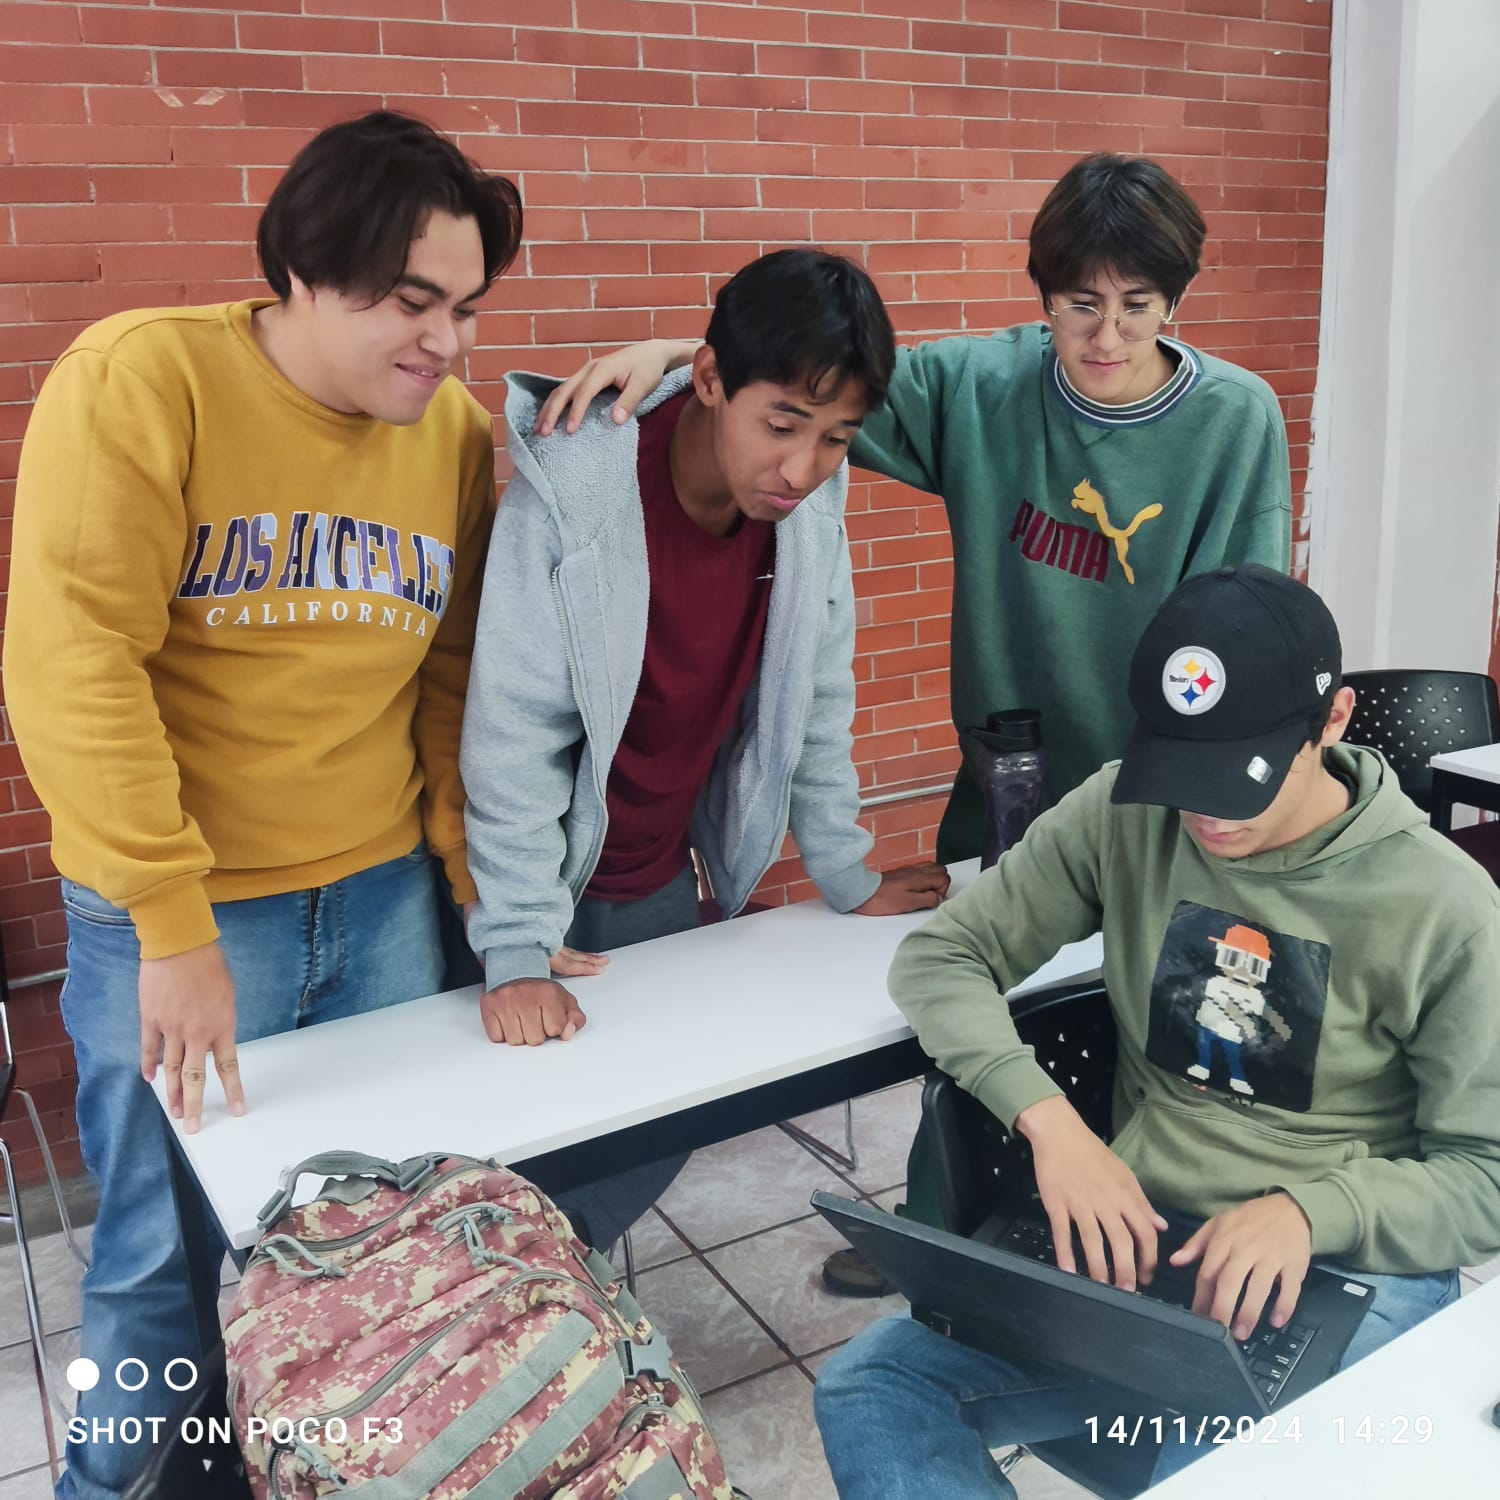 LOS ANGELES
CALIFORNIA
PUMA
Steelers
SHOT ON POCO F3
14/11/2024 14:29